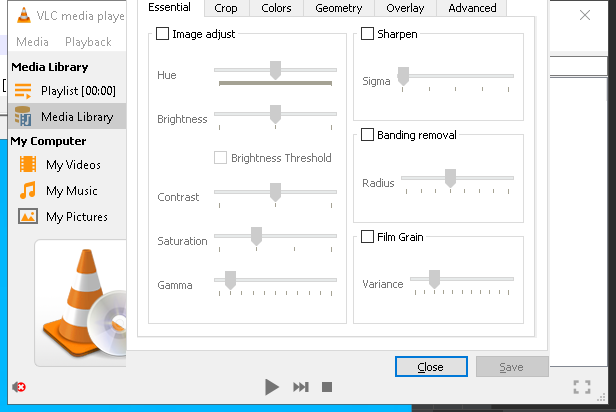 VLC media playe
Media Playback
Media Library
Playlist [00:00]
Media Library
My Computer
My Videos
My Music
My Pictures
Essential Crop Colors Geometry Overlay Advanced
Image adjust
Hue
Brightness
Brightness Threshold
Contrast
Saturation
Gamma
Sharpen
Sigma
Banding removal
Radius
Film Grain
Variance
Close Save